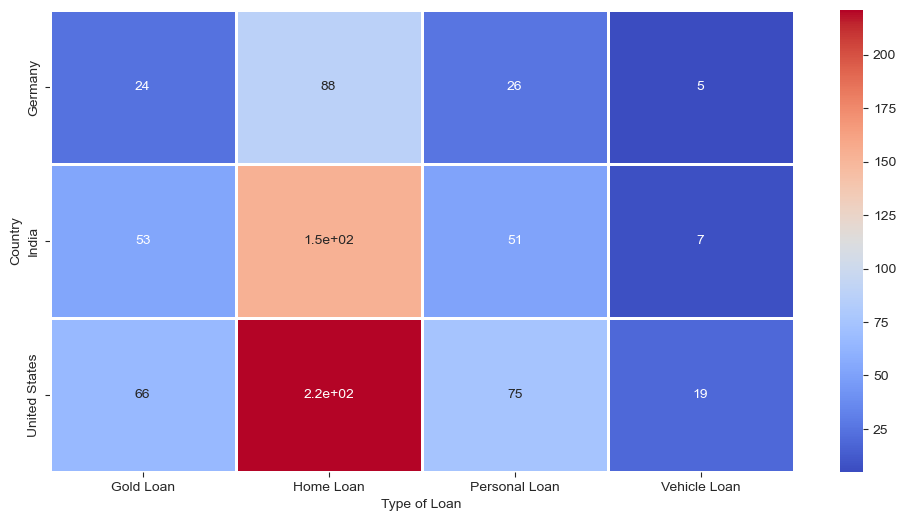 Country
Germany
24 88 26 5
India
53 1.5e+02 51 7
United States
66 2.2e+02 75 19
Gold Loan Home Loan Personal Loan Vehicle Loan
Type of Loan
200
175
150
125
100
75
50
25